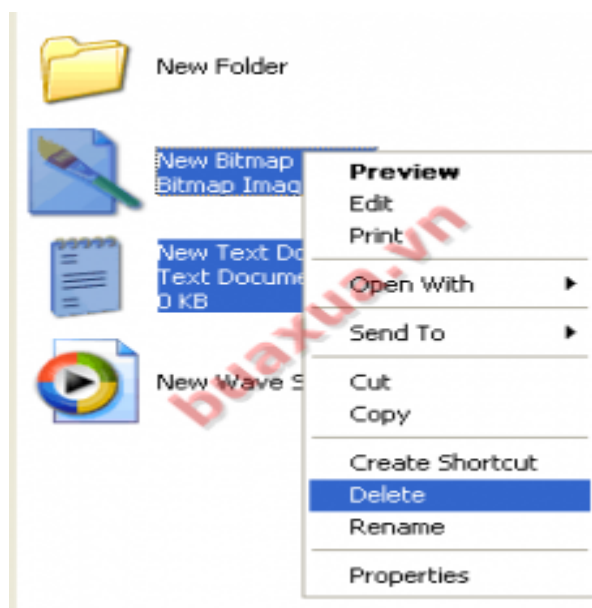 New Folder
New Bitmap
Bitmap Imag
New Text Do
Text Docume
0 KB
New Wave S
Preview
Edit
Print
Open With
Send To
Cut
Copy
Create Shortcut
Delete
Rename
Properties
buaxua.vn